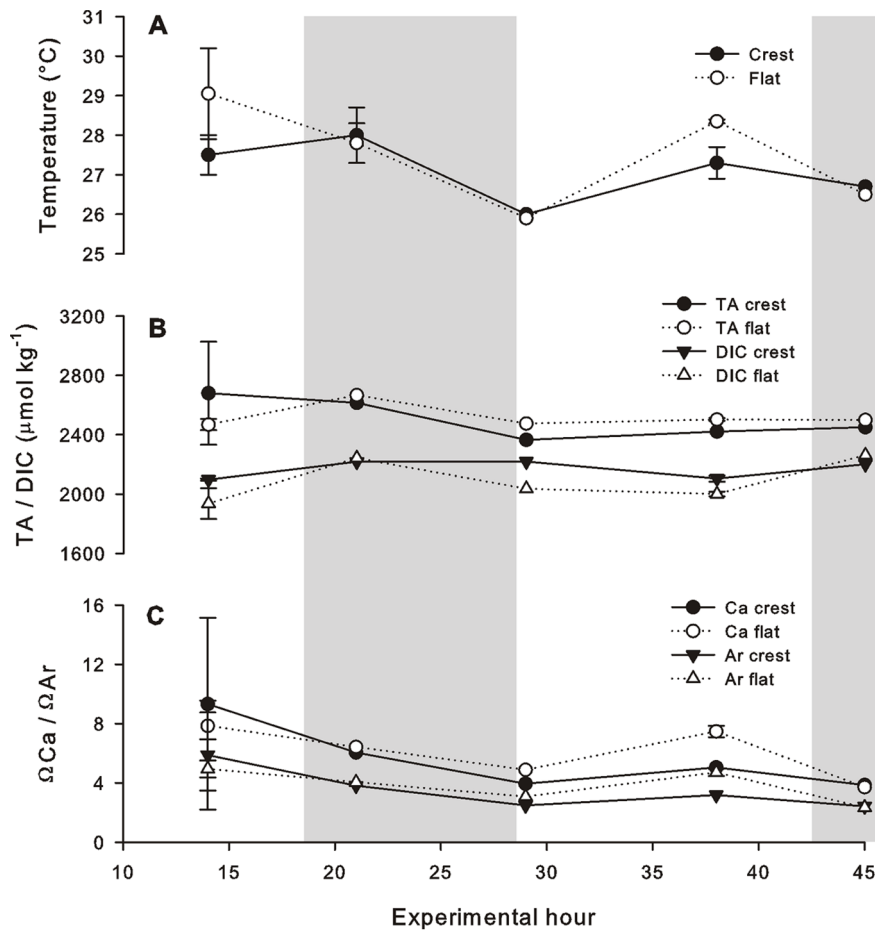 A
Temperature (°C)
31
30
29
28
27
26
25
Crest
Flat
B
TA / DIC (μmol kg⁻¹)
3200
2800
2400
2000
1600
TA crest
TA flat
DIC crest
DIC flat
C
ΩCa / ΩAr
16
12
8
4
0
Ca crest
Ca flat
Ar crest
Ar flat
10 15 20 25 30 35 40 45
Experimental hour